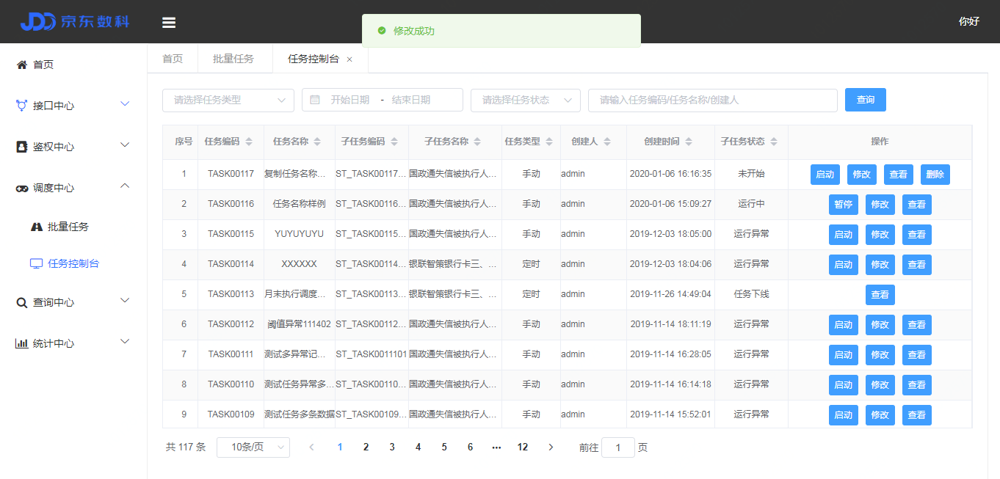 JDD 京东数科
修改成功
你好
首页
接口中心
鉴权中心
调度中心
批量任务
任务控制台
查询中心
统计中心
首页 批量任务 任务控制台 ×
请选择任务类型 开始日期 - 结束日期 请选择任务状态 请输入任务编码/任务名称/创建人 查询
序号 任务编码 任务名称 子任务编码 子任务名称 任务类型 创建人 创建时间 子任务状态 操作
1 TASK00117 复制任务名称... ST_TASK00117... 国政通失信被执行人... 手动 admin 2020-01-06 16:16:35 未开始 启动 修改 查看 删除
2 TASK00116 任务名称样例 ST_TASK00116... 国政通失信被执行人... 手动 admin 2020-01-06 15:09:27 运行中 暂停 修改 查看
3 TASK00115 YUYUYUYU ST_TASK00115... 国政通失信被执行人... 手动 admin 2019-12-03 18:05:00 运行异常 启动 修改 查看
4 TASK00114 XXXXXX ST_TASK00114... 银联智策银行卡三、... 定时 admin 2019-12-03 18:04:06 运行异常 启动 修改 查看
5 TASK00113 月末执行调度... ST_TASK00113... 银联智策银行卡三、... 定时 admin 2019-11-26 14:49:04 任务下线 查看
6 TASK00112 阈值异常111402 ST_TASK00112... 国政通失信被执行人... 手动 admin 2019-11-14 18:11:19 运行异常 启动 修改 查看
7 TASK00111 测试多异常记... ST_TASK0011101 国政通失信被执行人... 手动 admin 2019-11-14 16:28:05 运行异常 启动 修改 查看
8 TASK00110 测试任务异常多... ST_TASK00110... 国政通失信被执行人... 手动 admin 2019-11-14 16:14:18 运行异常 启动 修改 查看
9 TASK00109 测试任务多条数据 ST_TASK00109... 国政通失信被执行人... 手动 admin 2019-11-14 15:52:01 运行异常 启动 修改 查看
共 117 条 10条/页 < 1 2 3 4 5 6 ... 12 > 前往 1 页